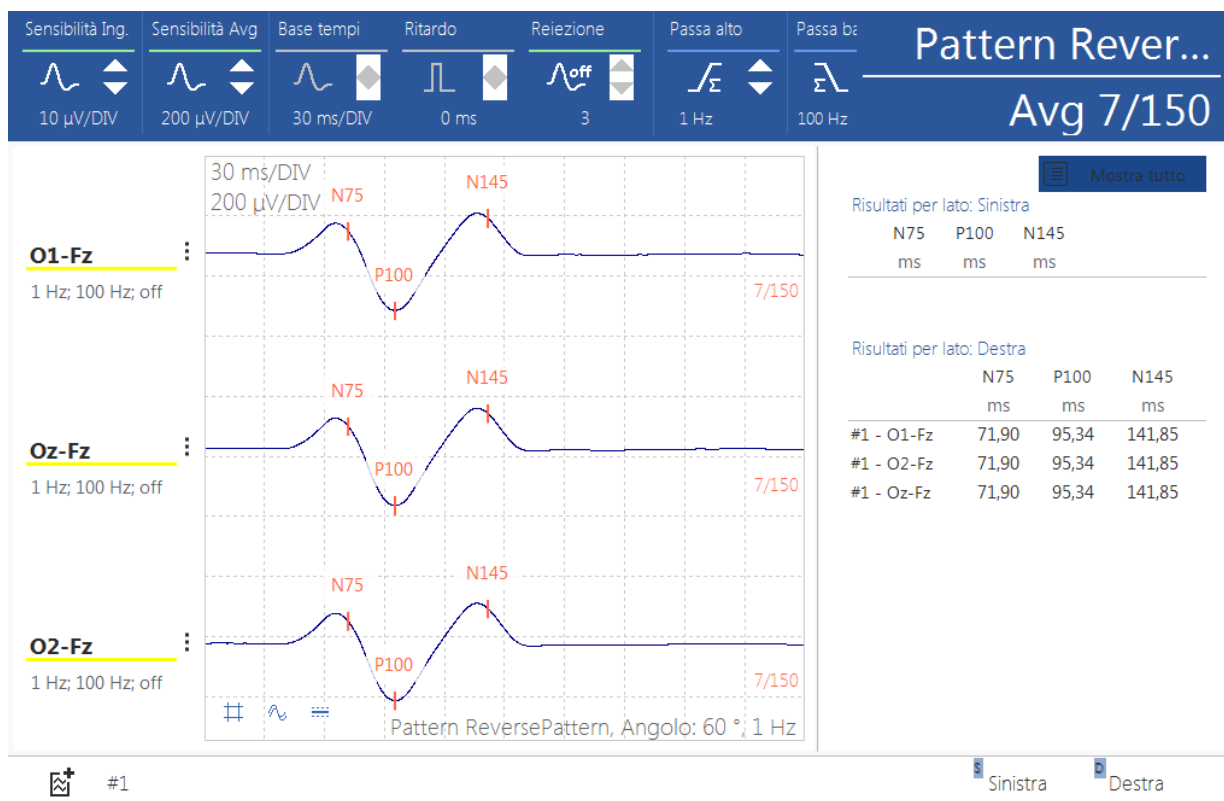 Sensibilità Ing. Sensibilità Avg Base tempi Ritardo Reiezione Passa alto Passa ba
off
10 µV/DIV 200 µV/DIV 30 ms/DIV 0 ms 3 1 Hz 100 Hz
Pattern Rever...
Avg 7/150
30 ms/DIV
200 µV/DIV
N75 N145
O1-Fz
P100
1 Hz; 100 Hz; off
7/150
N75 N145
Oz-Fz
P100
1 Hz; 100 Hz; off
7/150
N75 N145
O2-Fz
P100
1 Hz; 100 Hz; off
7/150
Pattern ReversePattern, Angolo: 60 °, 1 Hz
Mostra tutto
Risultati per lato: Sinistra
N75 P100 N145
ms ms ms
Risultati per lato: Destra
N75 P100 N145
ms ms ms
#1 - O1-Fz 71,90 95,34 141,85
#1 - O2-Fz 71,90 95,34 141,85
#1 - Oz-Fz 71,90 95,34 141,85
#1
S Sinistra D Destra